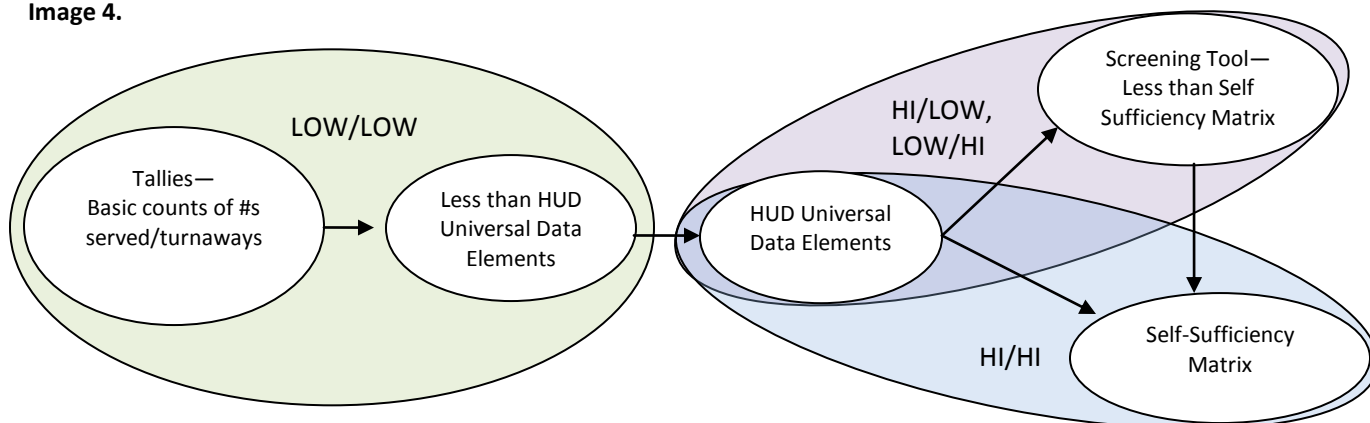 Image 4.
LOW/LOW
Tallies—
Basic counts of #s
served/turnaways
Less than HUD
Universal Data
Elements
HI/LOW,
LOW/HI
HUD Universal
Data Elements
Screening Tool—
Less than Self
Sufficiency Matrix
HI/HI
Self-Sufficiency
Matrix